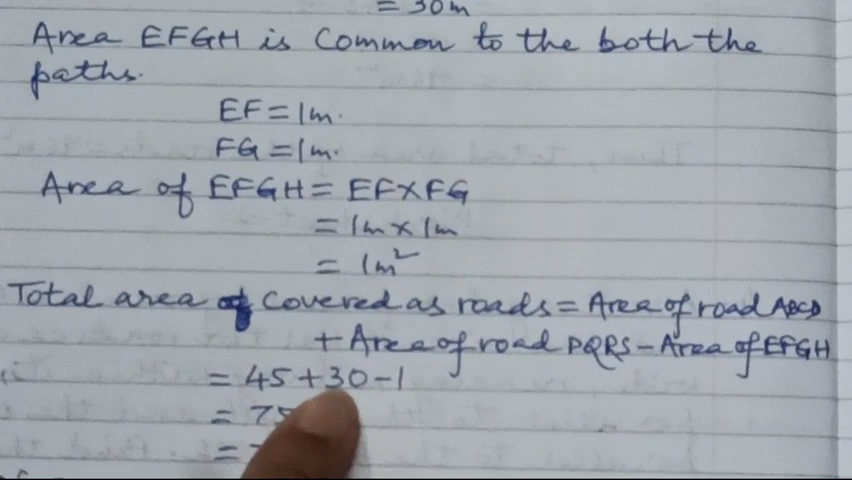 = 30m
Area EFGH is Common to the both the
paths.
EF = 1m.
FG = 1m.
Area of EFGH = EF×FG
= 1m × 1m
= 1m²
Total area of Covered as roads = Area of road ABCD
+ Area of road PQRS - Area of EFGH
= 45 + 30 - 1
= 75
=